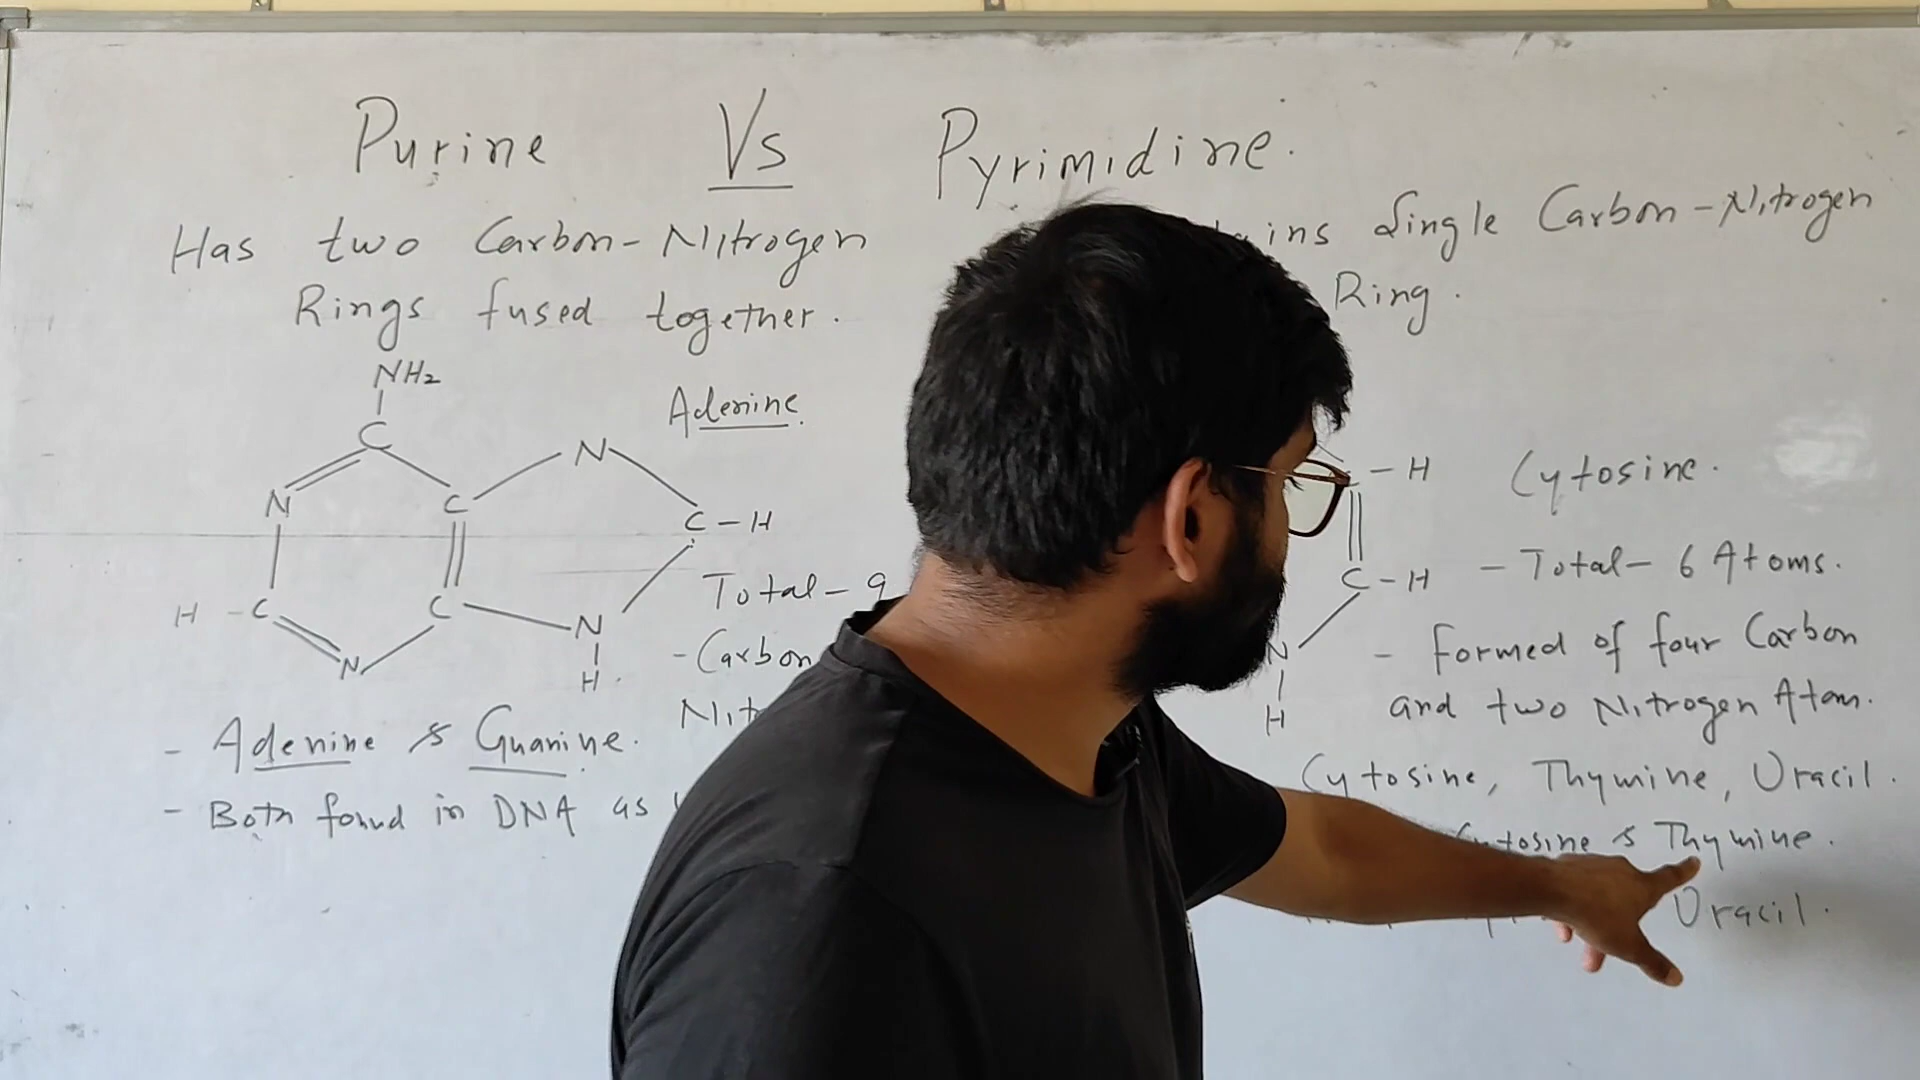 Purine Vs Pyrimidine.
Has two Carbon-Nitrogen
Rings fused together.
NH2
C
N
C
N
C-H
H-C
C
N
N
H.
Adenine.
Total-9
-Carbon
- Adenine & Guanine.
- Both found in DNA as
Single Carbon-Nitrogen
Ring.
-H
C-H
N
H
Cytosine.
- Total- 6 Atoms.
- formed of four Carbon
and two Nitrogen Atom.
Cytosine, Thymine, Uracil.
Cytosine & Thymine.
Uracil.